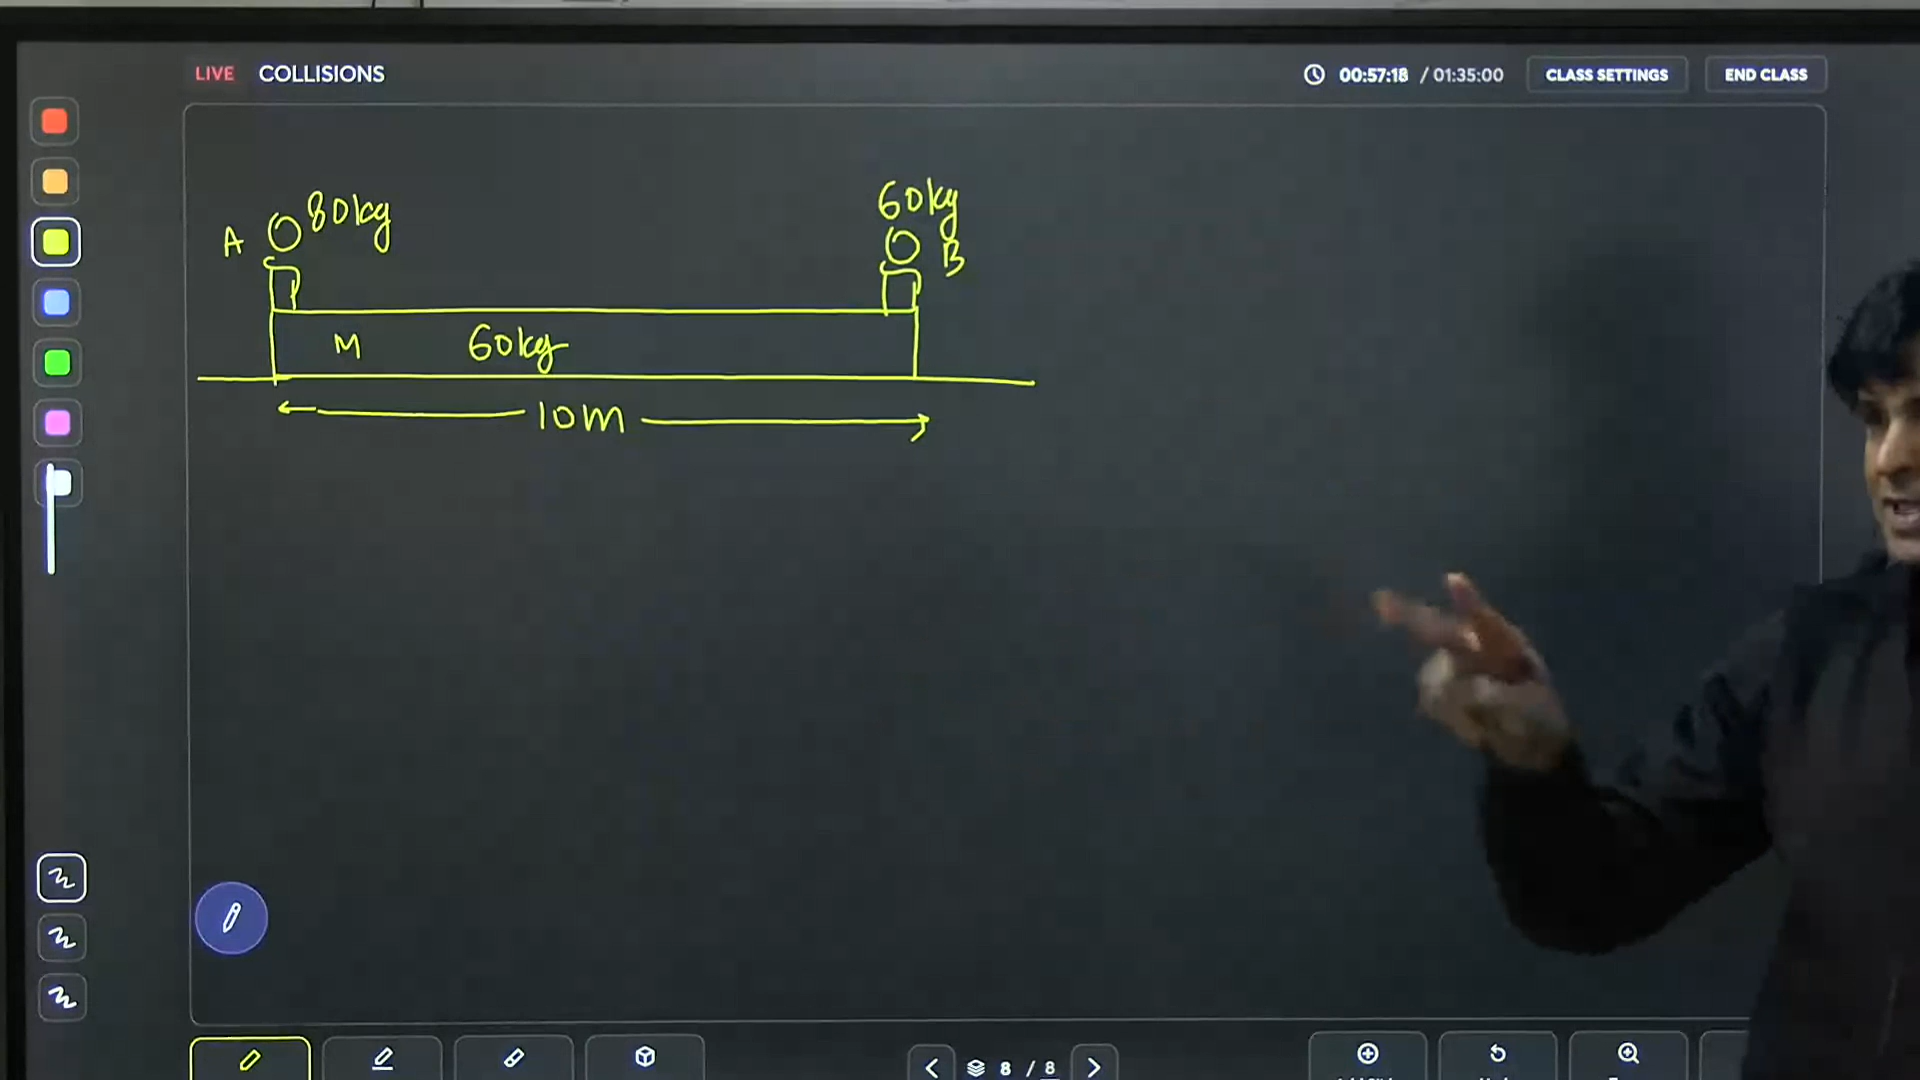 LIVE COLLISIONS 00:57:18 / 01:35:00 CLASS SETTINGS END CLASS
A 80kg 60kg B
M 60kg
10m
8 / 8